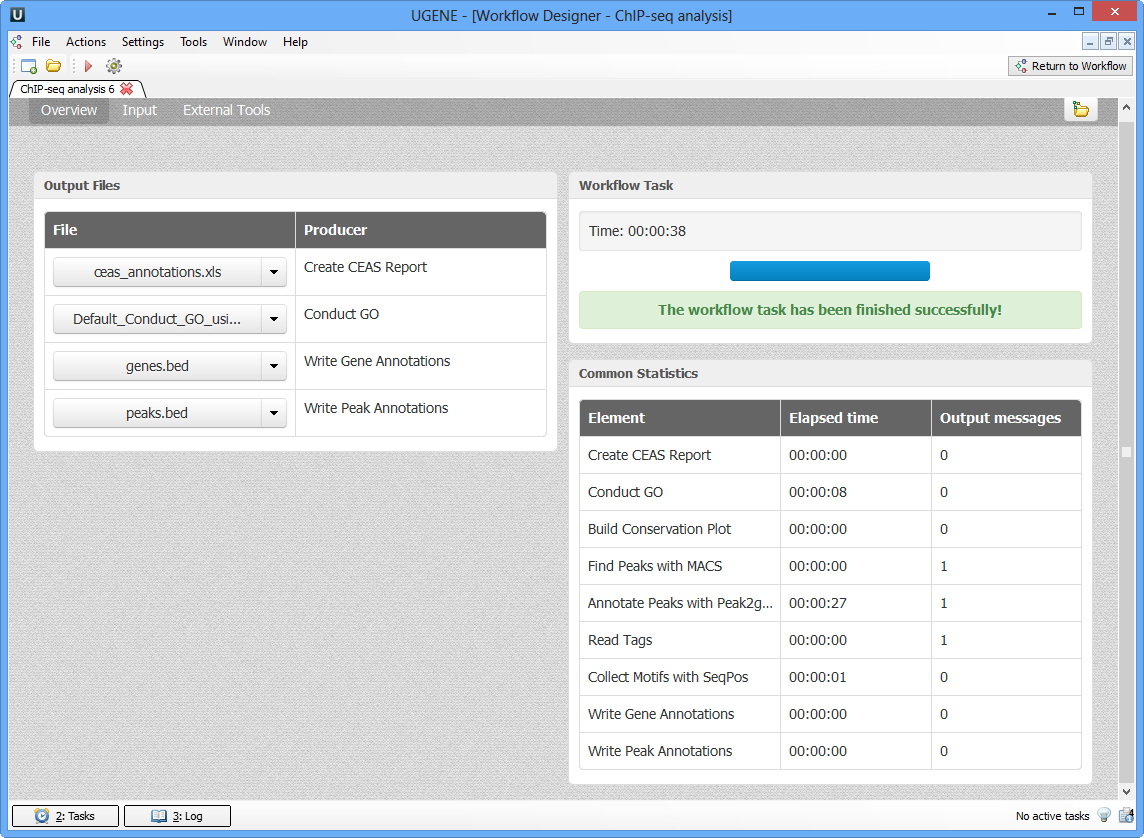 UGENE - [Workflow Designer - ChIP-seq analysis]
File Actions Settings Tools Window Help
Return to Workflow
ChIP-seq analysis 6
Overview Input External Tools
Output Files
File Producer
ceas_annotations.xls Create CEAS Report
Default_Conduct_GO_usi... Conduct GO
genes.bed Write Gene Annotations
peaks.bed Write Peak Annotations
Workflow Task
Time: 00:00:38
The workflow task has been finished successfully!
Common Statistics
Element Elapsed time Output messages
Create CEAS Report 00:00:00 0
Conduct GO 00:00:08 0
Build Conservation Plot 00:00:00 0
Find Peaks with MACS 00:00:00 1
Annotate Peaks with Peak2g... 00:00:27 1
Read Tags 00:00:00 1
Collect Motifs with SeqPos 00:00:01 0
Write Gene Annotations 00:00:00 0
Write Peak Annotations 00:00:00 0
2: Tasks 3: Log No active tasks 4